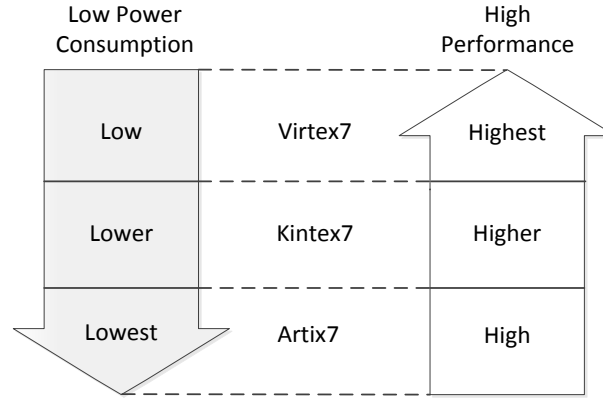 Low Power
Consumption
High
Performance
Low
Virtex7
Highest
Lower
Kintex7
Higher
Lowest
Artix7
High